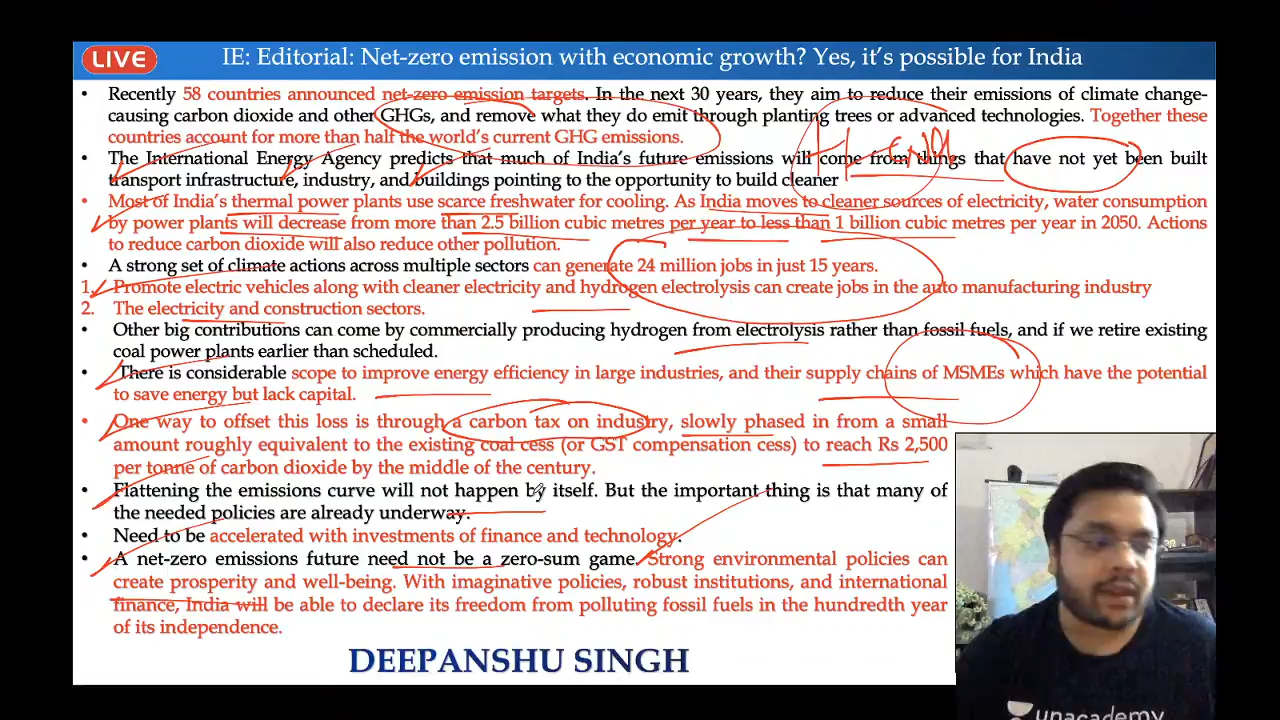 LIVE
IE: Editorial: Net-zero emission with economic growth? Yes, it's possible for India
• Recently 58 countries announced net-zero emission targets. In the next 30 years, they aim to reduce their emissions of climate change-
causing carbon dioxide and other GHGs, and remove what they do emit through planting trees or advanced technologies. Together these
countries account for more than half the world's current GHG emissions.
• The International Energy Agency predicts that much of India's future emissions will come from things that have not yet been built
transport infrastructure, industry, and buildings pointing to the opportunity to build cleaner
• Most of India's thermal power plants use scarce freshwater for cooling. As India moves to cleaner sources of electricity, water consumption
by power plants will decrease from more than 2.5 billion cubic metres per year to less than 1 billion cubic metres per year in 2050. Actions
to reduce carbon dioxide will also reduce other pollution.
• A strong set of climate actions across multiple sectors can generate 24 million jobs in just 15 years.
1. Promote electric vehicles along with cleaner electricity and hydrogen electrolysis can create jobs in the auto manufacturing industry
2. The electricity and construction sectors.
• Other big contributions can come by commercially producing hydrogen from electrolysis rather than fossil fuels, and if we retire existing
coal power plants earlier than scheduled.
• There is considerable scope to improve energy efficiency in large industries, and their supply chains of MSMEs which have the potential
to save energy but lack capital.
• One way to offset this loss is through a carbon tax on industry, slowly phased in from a small
amount roughly equivalent to the existing coal cess (or GST compensation cess) to reach Rs 2,500
per tonne of carbon dioxide by the middle of the century.
• Flattening the emissions curve will not happen by itself. But the important thing is that many of
the needed policies are already underway.
• Need to be accelerated with investments of finance and technology.
• A net-zero emissions future need not be a zero-sum game. Strong environmental policies can
create prosperity and well-being. With imaginative policies, robust institutions, and international
finance, India will be able to declare its freedom from polluting fossil fuels in the hundredth year
of its independence.
DEEPANSHU SINGH
unacademy